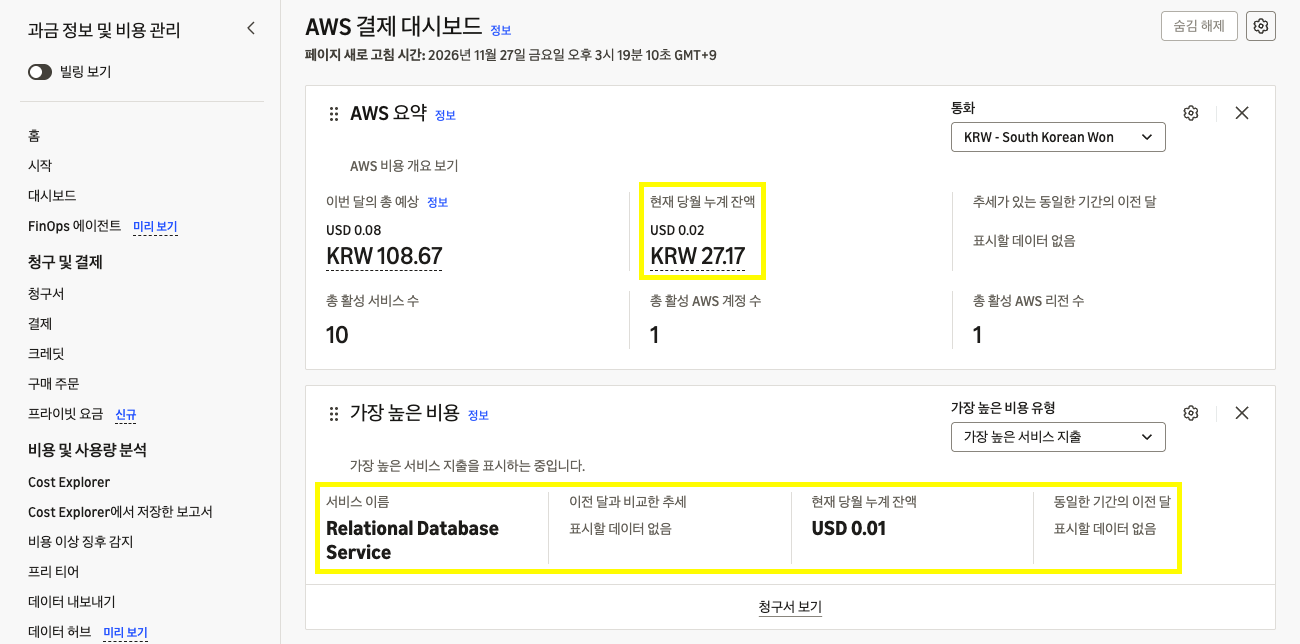 과금 정보 및 비용 관리
빌링 보기
홈
시작
대시보드
FinOps 에이전트 미리 보기
청구 및 결제
청구서
결제
크레딧
구매 주문
프라이빗 요금 신규
비용 및 사용량 분석
Cost Explorer
Cost Explorer에서 저장한 보고서
비용 이상 징후 감지
프리 티어
데이터 내보내기
데이터 허브 미리 보기
AWS 결제 대시보드 정보
숨김 해제
페이지 새로 고침 시간: 2026년 11월 27일 금요일 오후 3시 19분 10초 GMT+9
AWS 요약 정보
통화
KRW - South Korean Won
AWS 비용 개요 보기
이번 달의 총 예상 정보
USD 0.08
KRW 108.67
현재 당월 누계 잔액
USD 0.02
KRW 27.17
추세가 있는 동일한 기간의 이전 달
표시할 데이터 없음
총 활성 서비스 수
10
총 활성 AWS 계정 수
1
총 활성 AWS 리전 수
1
가장 높은 비용 정보
가장 높은 비용 유형
가장 높은 서비스 지출
가장 높은 서비스 지출을 표시하는 중입니다.
서비스 이름
Relational Database
Service
이전 달과 비교한 추세
표시할 데이터 없음
현재 당월 누계 잔액
USD 0.01
동일한 기간의 이전 달
표시할 데이터 없음
청구서 보기